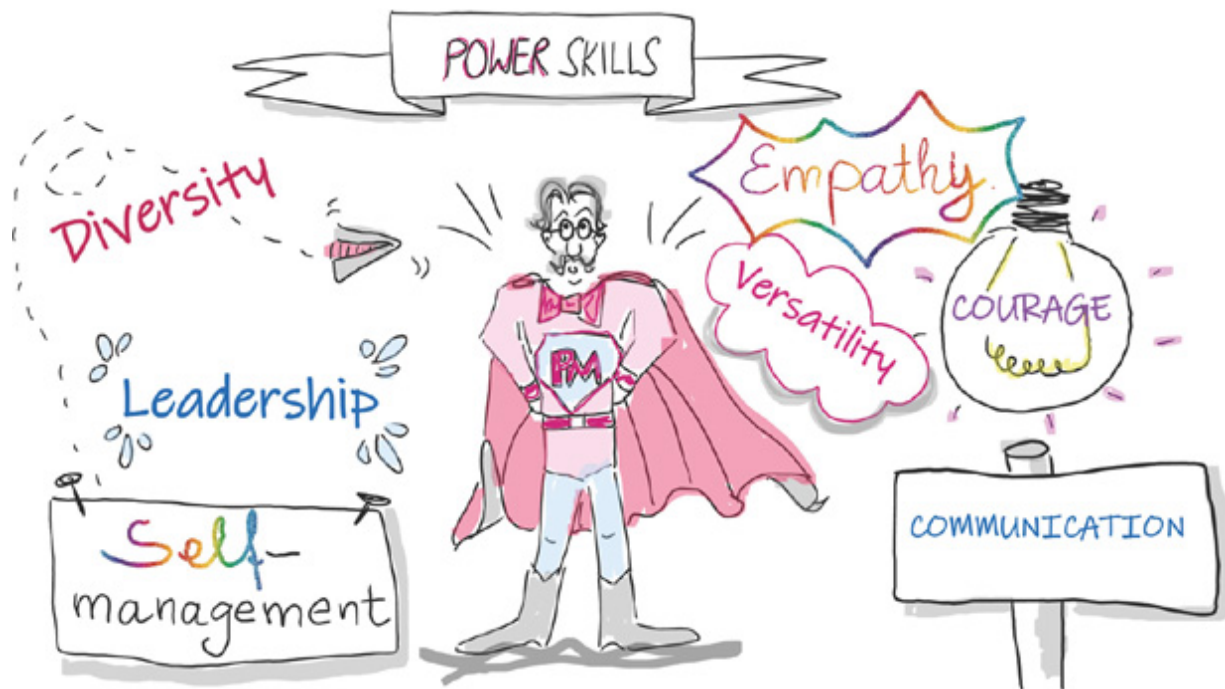 POWER SKILLS
Diversity
Empathy.
Versatility
COURAGE
Leadership
PM
Self-
management
COMMUNICATION